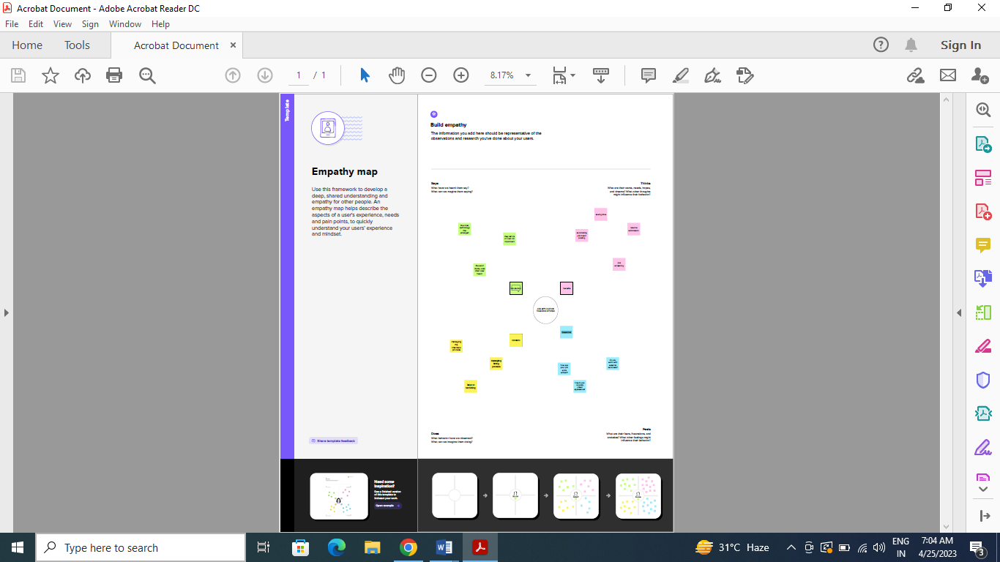 Acrobat Document - Adobe Acrobat Reader DC
File Edit View Sign Window Help
Home Tools Acrobat Document Sign In
1 / 1 8.17%
Template
Empathy map
Use this framework to develop a
deep, shared understanding and
empathy for other people. An
empathy map helps describe the
aspects of a user's experience, needs
and pain points, to quickly
understand your users' experience
and mindset.
Share template feedback
Build empathy
The information you add here should be representative of the
observations and research you've done about your users.
Says
What have we heard them say?
What can we imagine them saying?
Thinks
What are their wants, needs, hopes,
and dreams? What other thoughts
might influence their behavior?
managing
the
interview
process
managing
hiring
process
Does
What behavior have we observed?
What can we imagine them doing?
Feels
What are their fears, frustrations, and
anxieties? What other feelings might
influence their behavior?
Need some
inspiration?
See a finished version
of this template to
kickstart your work.
Open example
Type here to search
31°C Haze
ENG
IN
7:04 AM
4/25/2023
3